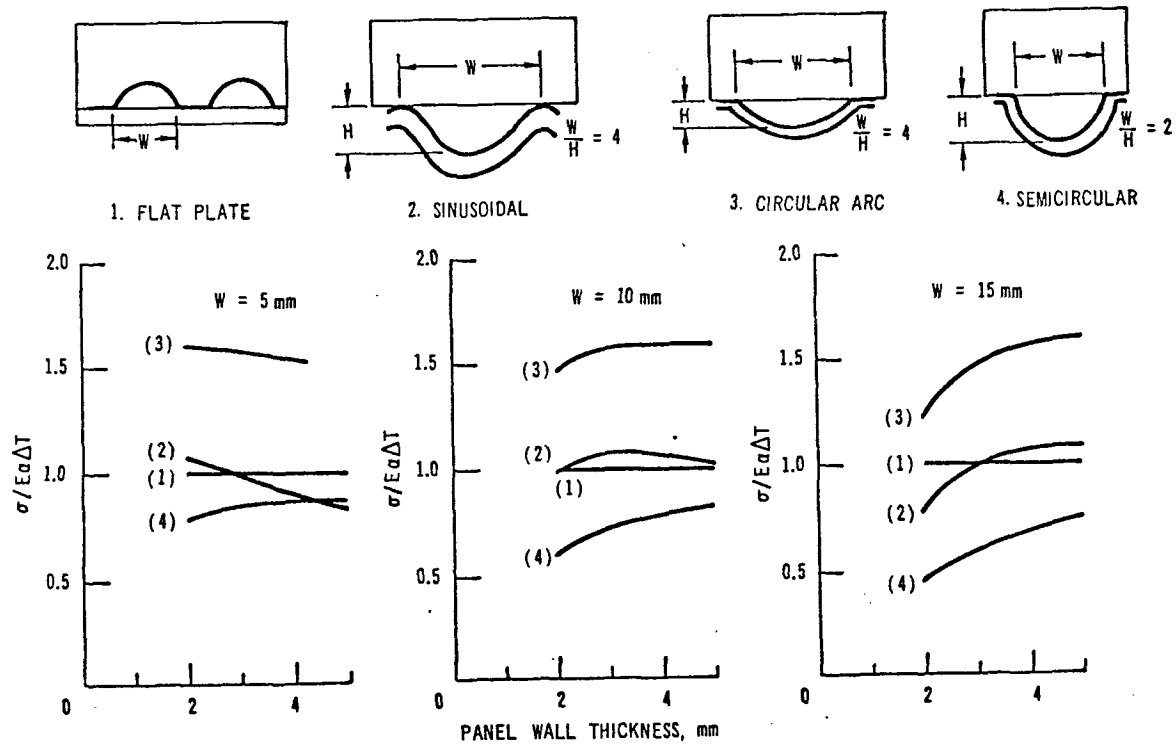 W
1. FLAT PLATE
W
H
W/H = 4
2. SINUSOIDAL
W
H
W/H = 4
3. CIRCULAR ARC
W
H
W/H = 2
4. SEMICIRCULAR
σ/EαΔT
2.0
1.5
1.0
0.5
0
2
4
W = 5 mm
(3)
(2)
(1)
(4)
σ/EαΔT
2.0
1.5
1.0
0.5
0
2
4
W = 10 mm
(3)
(2)
(1)
(4)
σ/EαΔT
2.0
1.5
1.0
0.5
0
2
4
W = 15 mm
(3)
(1)
(2)
(4)
PANEL WALL THICKNESS, mm